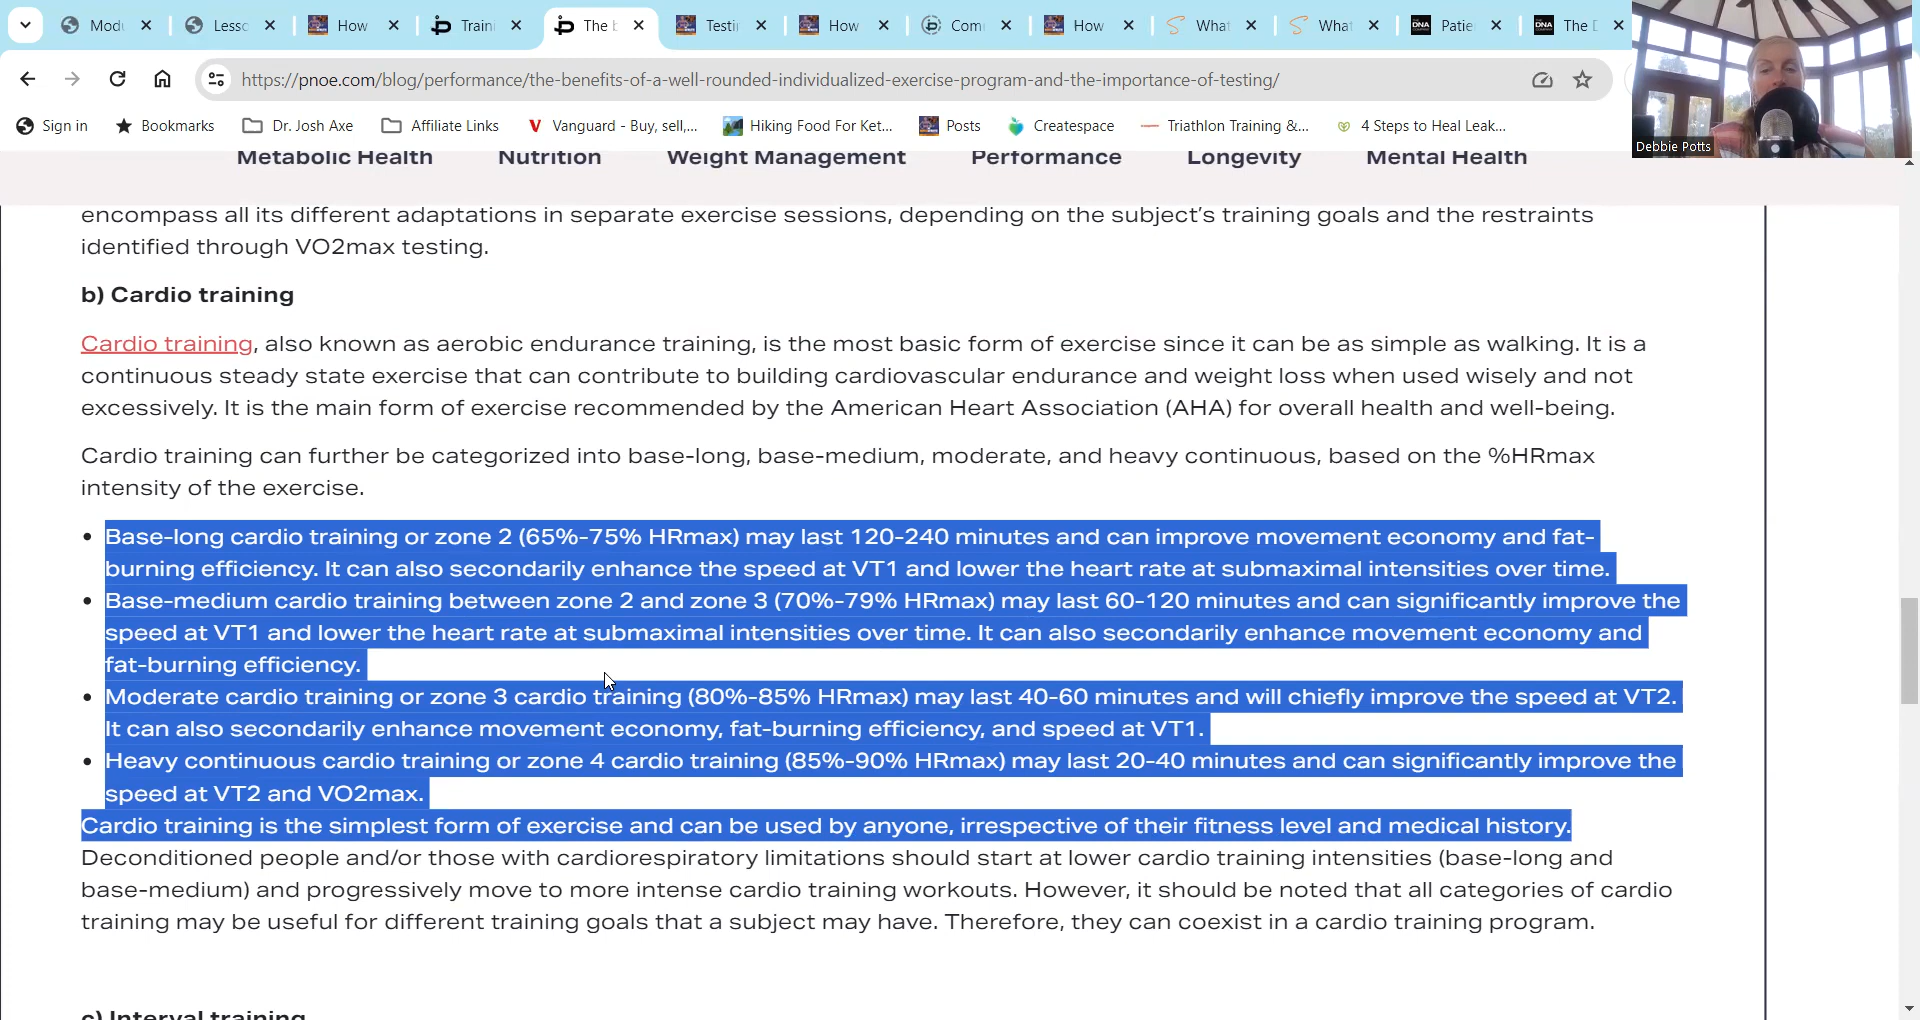 Modu
Lesso
How
Traini
The b
Testin
How
Com
How
What
What
DNA
Patie
DNA
The D
https://pnoe.com/blog/performance/the-benefits-of-a-well-rounded-individualized-exercise-program-and-the-importance-of-testing/
Sign in
Bookmarks
Dr. Josh Axe
Affiliate Links
Vanguard - Buy, sell,...
Hiking Food For Ket...
Posts
Createspace
Triathlon Training &...
4 Steps to Heal Leak...
Debbie Potts
Metabolic Health
Nutrition
Weight Management
Performance
Longevity
Mental Health
encompass all its different adaptations in separate exercise sessions, depending on the subject's training goals and the restraints
identified through VO2max testing.
b) Cardio training
Cardio training, also known as aerobic endurance training, is the most basic form of exercise since it can be as simple as walking. It is a
continuous steady state exercise that can contribute to building cardiovascular endurance and weight loss when used wisely and not
excessively. It is the main form of exercise recommended by the American Heart Association (AHA) for overall health and well-being.
Cardio training can further be categorized into base-long, base-medium, moderate, and heavy continuous, based on the %HRmax
intensity of the exercise.
• Base-long cardio training or zone 2 (65%-75% HRmax) may last 120-240 minutes and can improve movement economy and fat-
burning efficiency. It can also secondarily enhance the speed at VT1 and lower the heart rate at submaximal intensities over time.
• Base-medium cardio training between zone 2 and zone 3 (70%-79% HRmax) may last 60-120 minutes and can significantly improve the
speed at VT1 and lower the heart rate at submaximal intensities over time. It can also secondarily enhance movement economy and
fat-burning efficiency.
• Moderate cardio training or zone 3 cardio training (80%-85% HRmax) may last 40-60 minutes and will chiefly improve the speed at VT2.
It can also secondarily enhance movement economy, fat-burning efficiency, and speed at VT1.
• Heavy continuous cardio training or zone 4 cardio training (85%-90% HRmax) may last 20-40 minutes and can significantly improve the
speed at VT2 and VO2max.
Cardio training is the simplest form of exercise and can be used by anyone, irrespective of their fitness level and medical history.
Deconditioned people and/or those with cardiorespiratory limitations should start at lower cardio training intensities (base-long and
base-medium) and progressively move to more intense cardio training workouts. However, it should be noted that all categories of cardio
training may be useful for different training goals that a subject may have. Therefore, they can coexist in a cardio training program.
c) Interval training